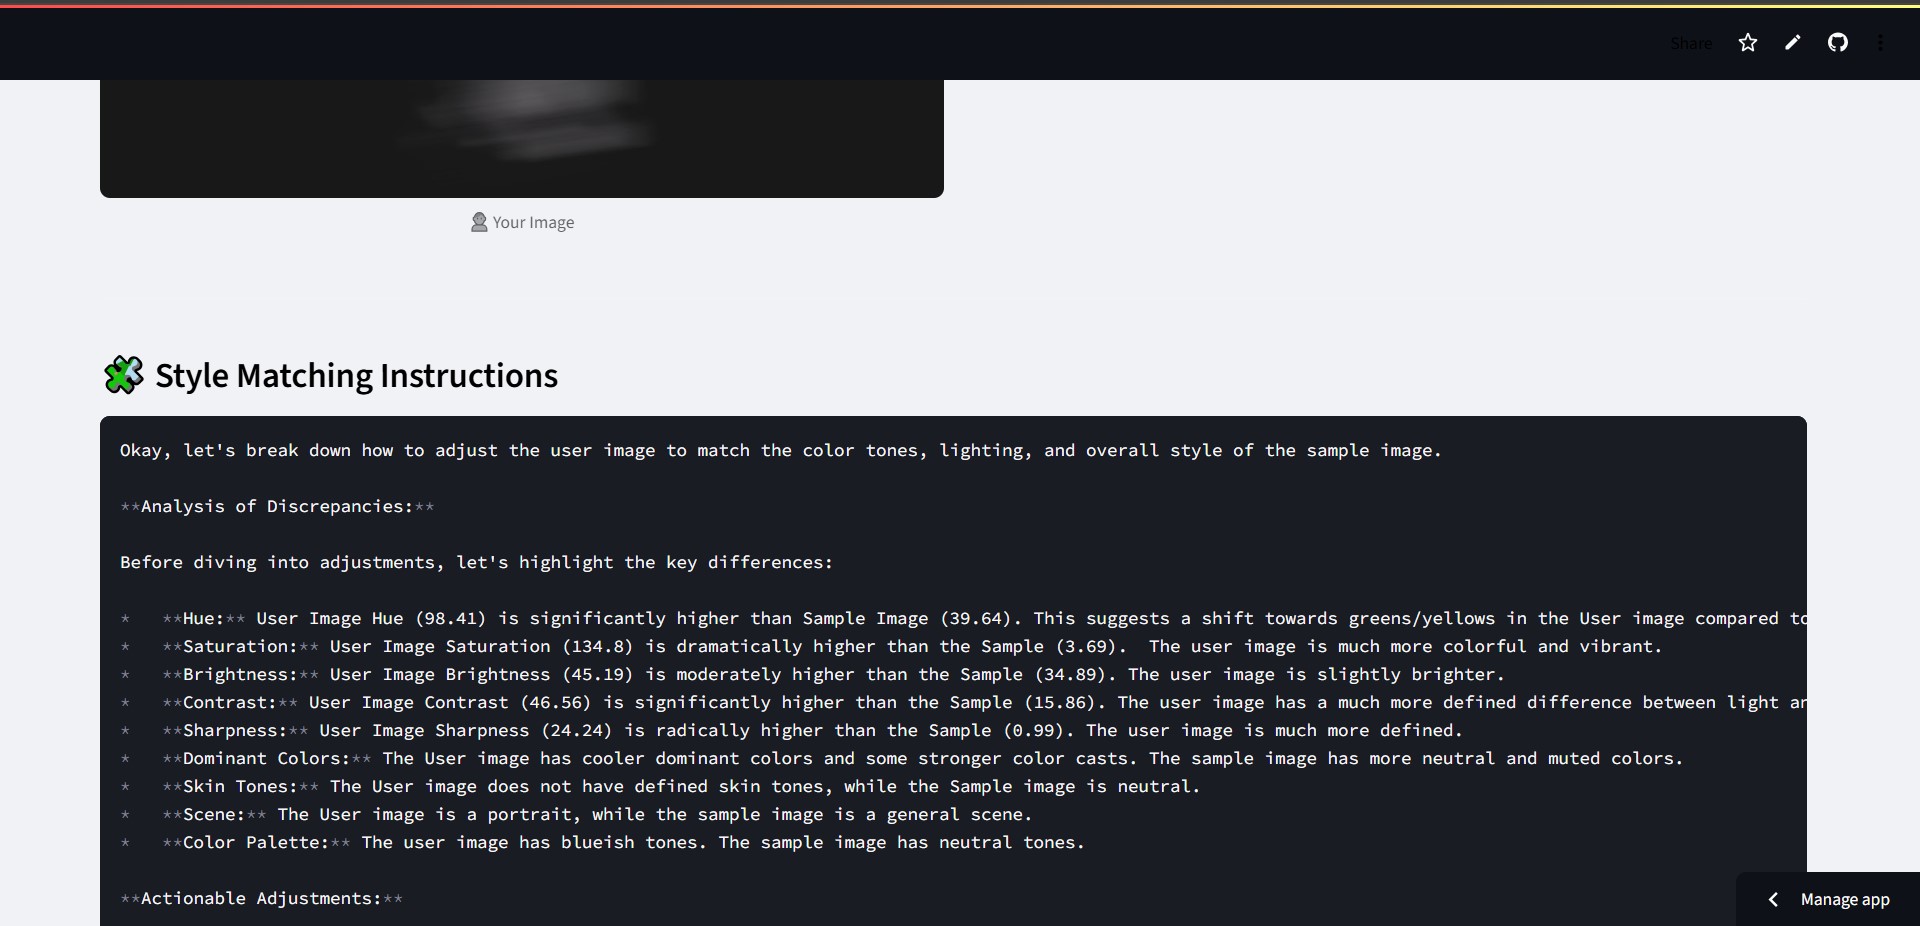 Share
Your Image
Style Matching Instructions
Okay, let's break down how to adjust the user image to match the color tones, lighting, and overall style of the sample image.
**Analysis of Discrepancies:**
Before diving into adjustments, let's highlight the key differences:
*   **Hue:** User Image Hue (98.41) is significantly higher than Sample Image (39.64). This suggests a shift towards greens/yellows in the User image compared to
*   **Saturation:** User Image Saturation (134.8) is dramatically higher than the Sample (3.69).  The user image is much more colorful and vibrant.
*   **Brightness:** User Image Brightness (45.19) is moderately higher than the Sample (34.89). The user image is slightly brighter.
*   **Contrast:** User Image Contrast (46.56) is significantly higher than the Sample (15.86). The user image has a much more defined difference between light an
*   **Sharpness:** User Image Sharpness (24.24) is radically higher than the Sample (0.99). The user image is much more defined.
*   **Dominant Colors:** The User image has cooler dominant colors and some stronger color casts. The sample image has more neutral and muted colors.
*   **Skin Tones:** The User image does not have defined skin tones, while the Sample image is neutral.
*   **Scene:** The User image is a portrait, while the sample image is a general scene.
*   **Color Palette:** The user image has blueish tones. The sample image has neutral tones.
**Actionable Adjustments:**
Manage app